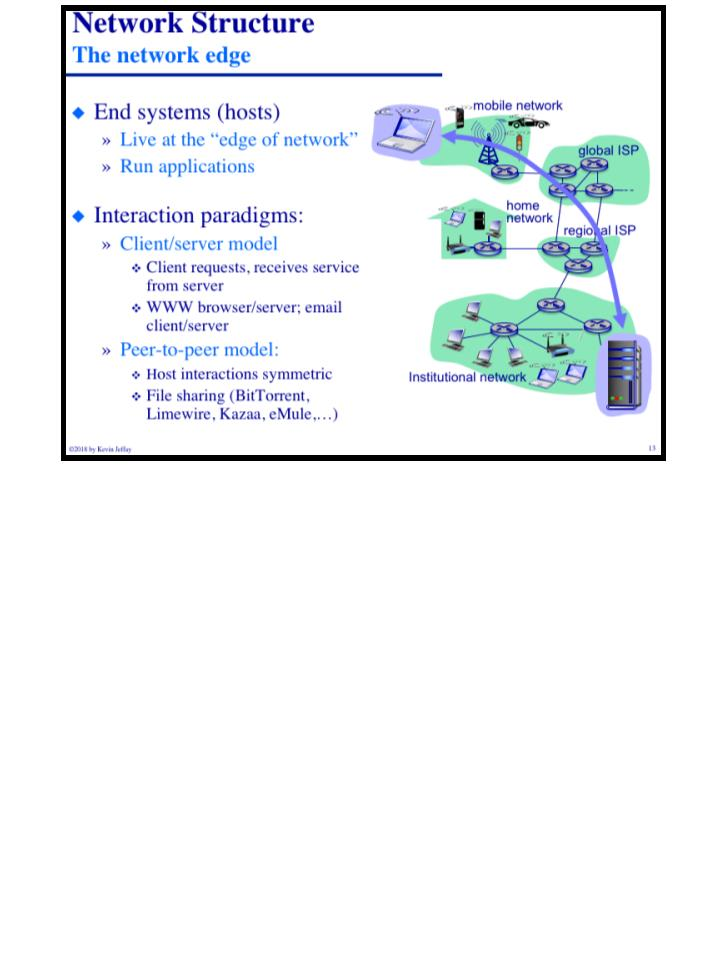 Network Structure
The network edge
◆ End systems (hosts)
» Live at the “edge of network”
» Run applications
◆ Interaction paradigms:
» Client/server model
❖ Client requests, receives service
from server
❖ WWW browser/server; email
client/server
» Peer-to-peer model:
❖ Host interactions symmetric
❖ File sharing (BitTorrent,
Limewire, Kazaa, eMule,…)
mobile network
global ISP
home
network
regional ISP
Institutional network
©2018 by Kevin Jeffay
13